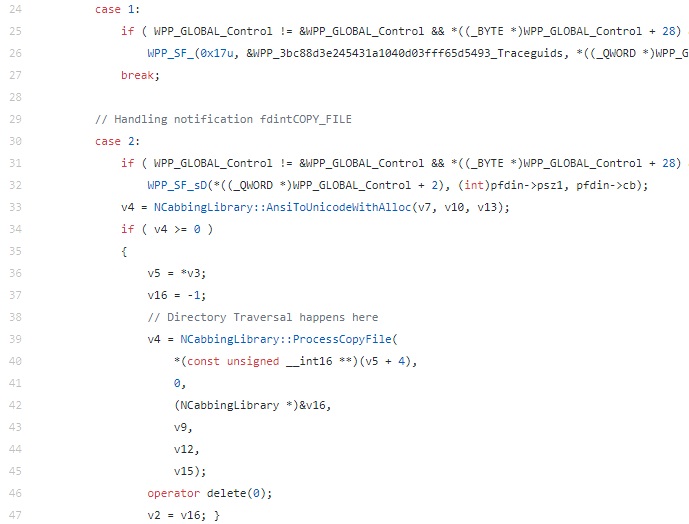 24 case 1:
25 if ( WPP_GLOBAL_Control != &WPP_GLOBAL_Control && *((_BYTE *)WPP_GLOBAL_Control + 28)
26 WPP_SF_(0x17u, &WPP_3bc88d3e245431a1040d03fff65d5493_Traceguids, *((_QWORD *)WPP_G
27 break;
28
29 // Handling notification fdintCOPY_FILE
30 case 2:
31 if ( WPP_GLOBAL_Control != &WPP_GLOBAL_Control && *((_BYTE *)WPP_GLOBAL_Control + 28)
32 WPP_SF_sD(*((_QWORD *)WPP_GLOBAL_Control + 2), (int)pfdin->psz1, pfdin->cb);
33 v4 = NCabbingLibrary::AnsiToUnicodeWithAlloc(v7, v10, v13);
34 if ( v4 >= 0 )
35 {
36 v5 = *v3;
37 v16 = -1;
38 // Directory Traversal happens here
39 v4 = NCabbingLibrary::ProcessCopyFile(
40 *(const unsigned __int16 **)(v5 + 4),
41 0,
42 (NCabbingLibrary *)&v16,
43 v9,
44 v12,
45 v15);
46 operator delete(0);
47 v2 = v16; }